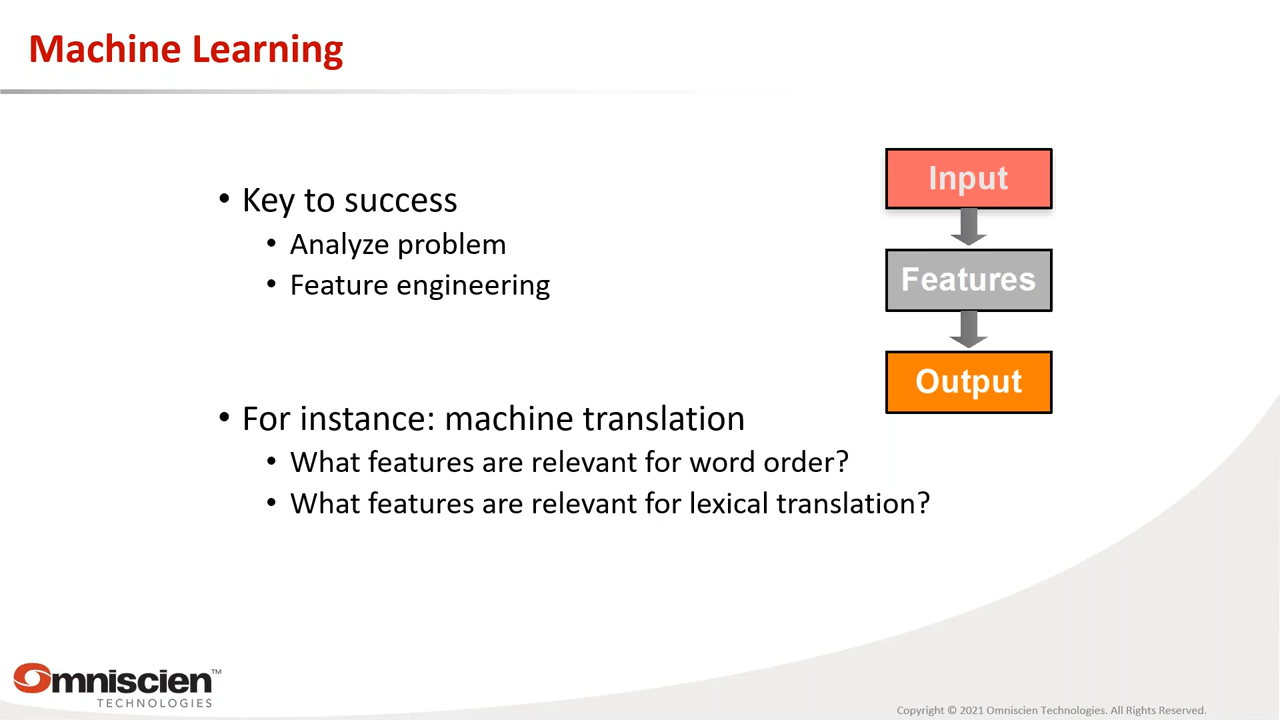 Machine Learning
• Key to success
• Analyze problem
• Feature engineering
• For instance: machine translation
• What features are relevant for word order?
• What features are relevant for lexical translation?
Input
Features
Output
Omniscien™
TECHNOLOGIES
Copyright © 2021 Omniscien Technologies. All Rights Reserved.